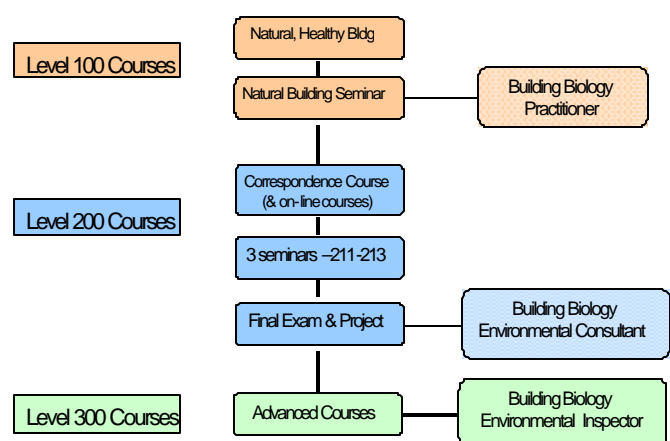 Natural, Healthy Bldg
Level 100 Courses
Natural Building Seminar
Building Biology
Practitioner
Correspondence Course
(& on-line courses)
Level 200 Courses
3 seminars –211-213
Final Exam & Project
Building Biology
Environmental Consultant
Level 300 Courses
Advanced Courses
Building Biology
Environmental Inspector